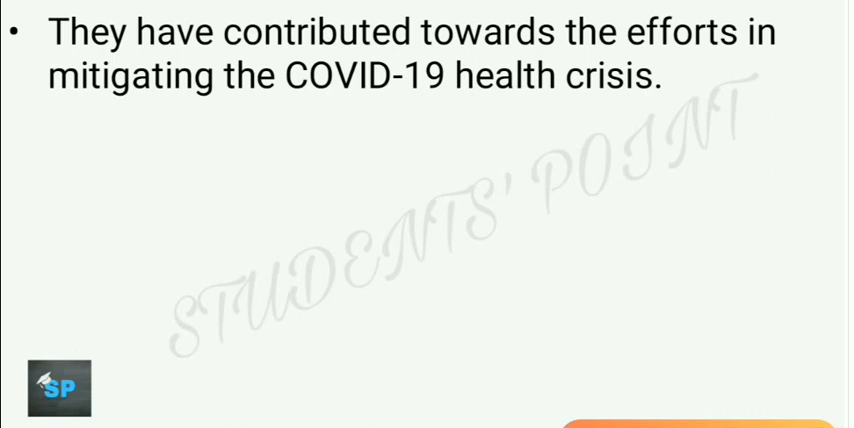 • They have contributed towards the efforts in
mitigating the COVID-19 health crisis.
STUDENTS' POINT
SP